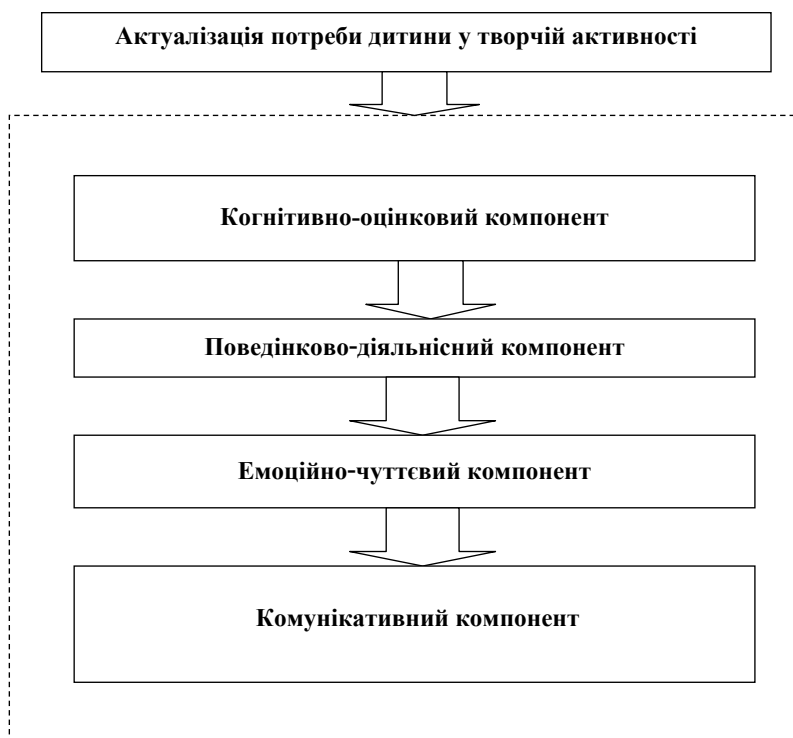 Актуалізація потреби дитини у творчій активності
Когнітивно-оцінковий компонент
Поведінково-діяльнісний компонент
Емоційно-чуттєвий компонент
Комунікативний компонент